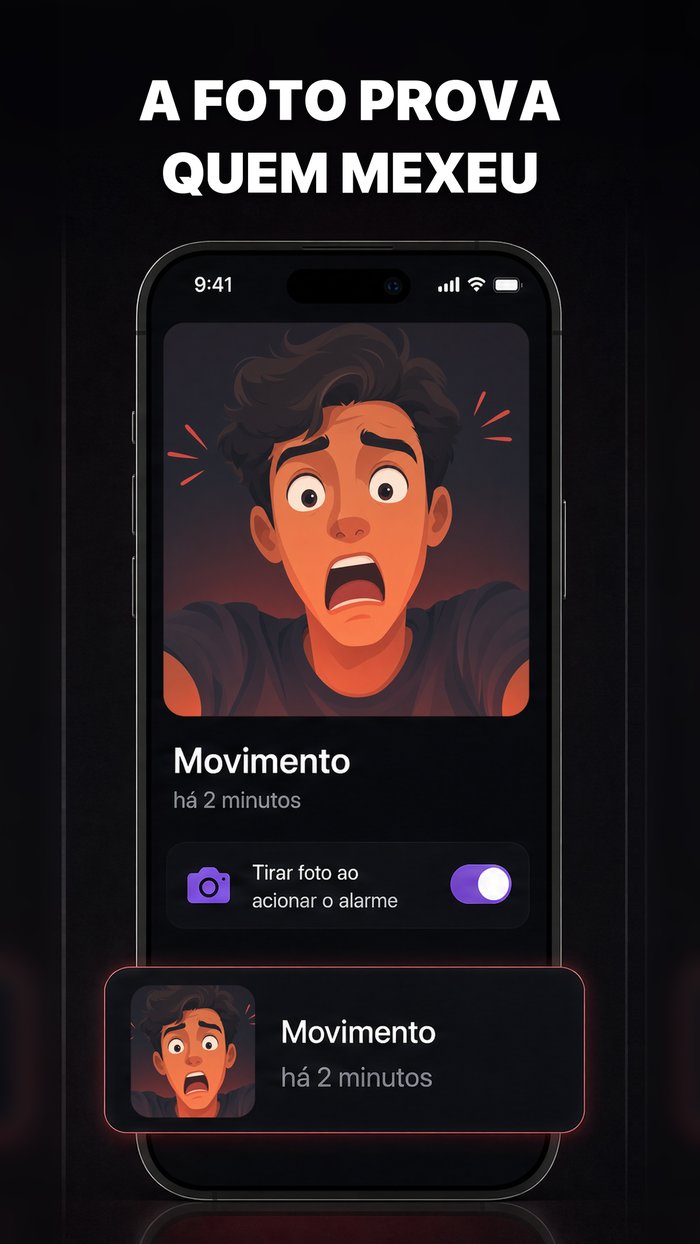 A FOTO PROVA
QUEM MEXEU
9:41
Movimento
há 2 minutos
Tirar foto ao
acionar o alarme
Movimento
há 2 minutos